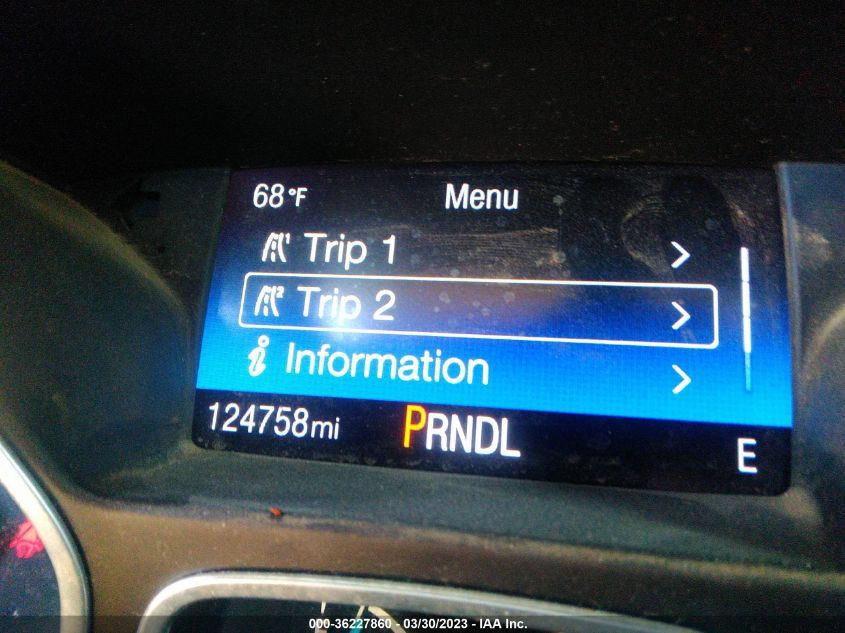 68°F Menu
Trip 1
Trip 2
Information
124758mi PRNDL E
000-36227860 - 03/30/2023 - IAA Inc.